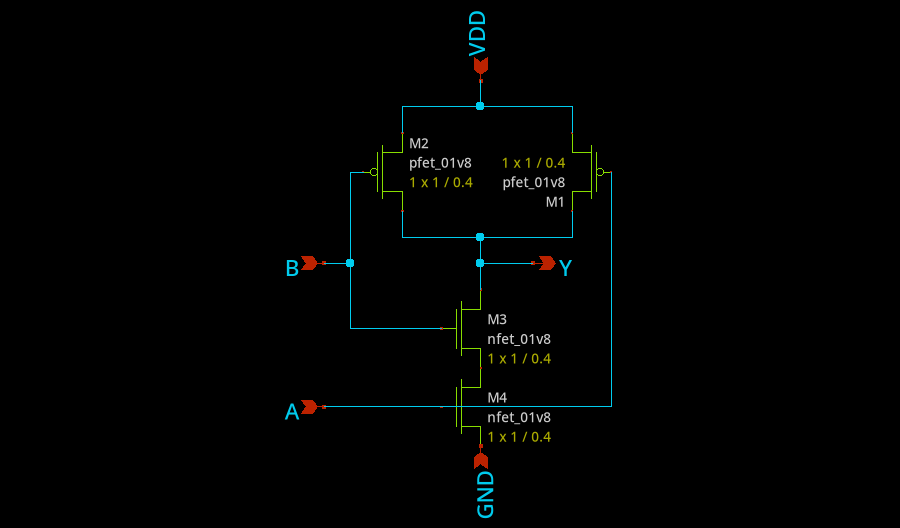 VDD
M2
pfet_01v8
1 x 1 / 0.4
1 x 1 / 0.4
pfet_01v8
M1
B
Y
M3
nfet_01v8
1 x 1 / 0.4
A
M4
nfet_01v8
1 x 1 / 0.4
GND